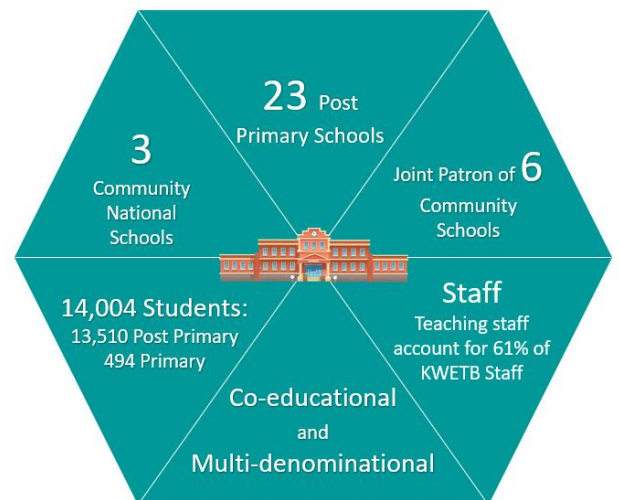 23 Post
Primary Schools
3
Community
National
Schools
Joint Patron of 6
Community
Schools
14,004 Students:
13,510 Post Primary
494 Primary
Staff
Teaching staff
account for 61% of
KWETB Staff
Co-educational
and
Multi-denominational